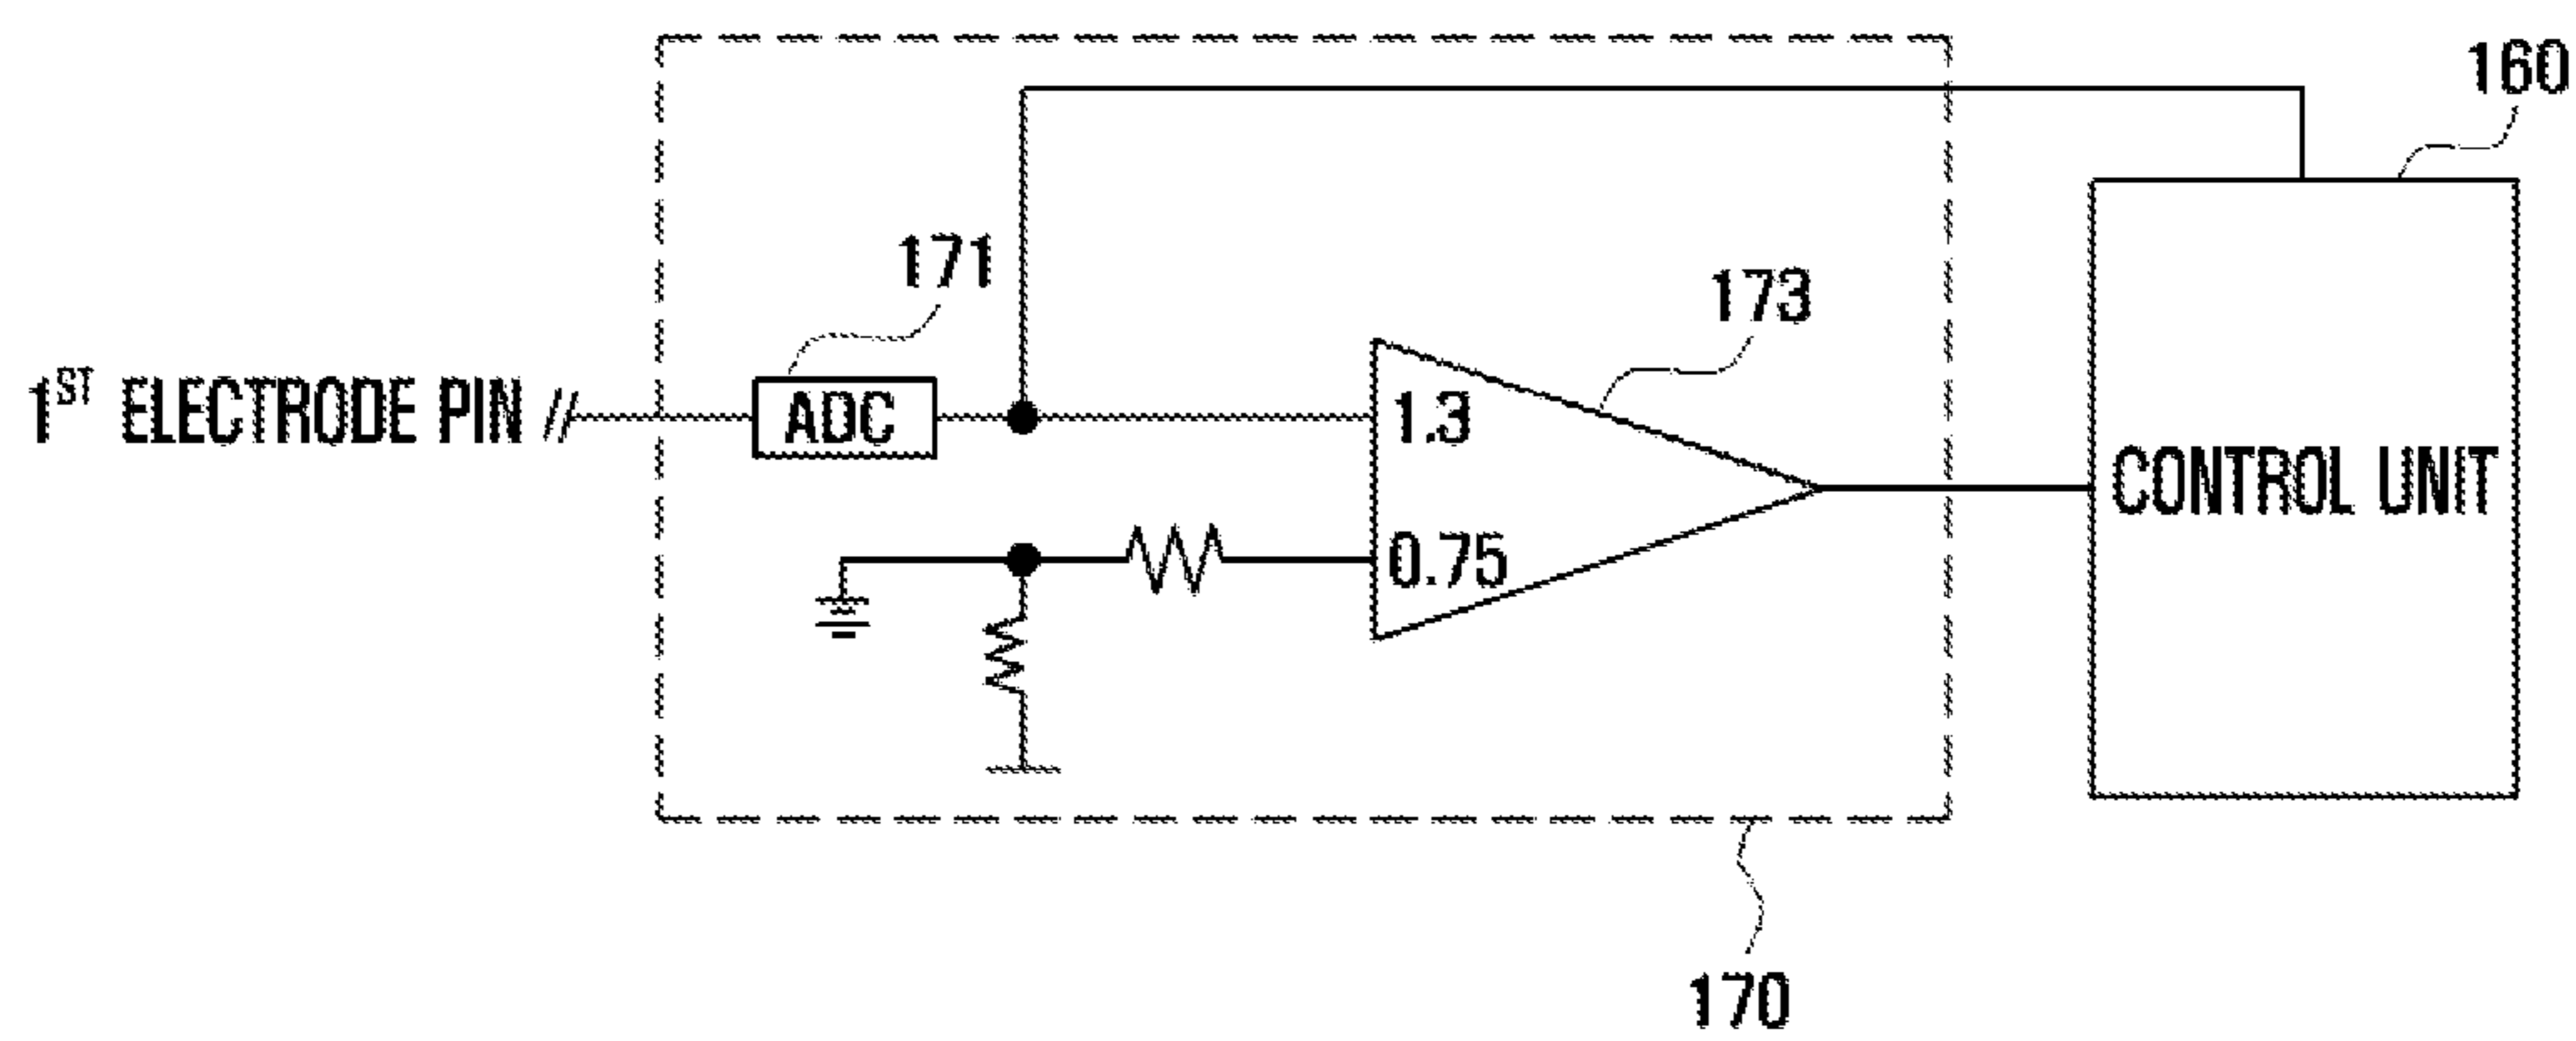 160
171
173
1ST ELECTRODE PIN
ADC
1.3
0.75
CONTROL UNIT
170